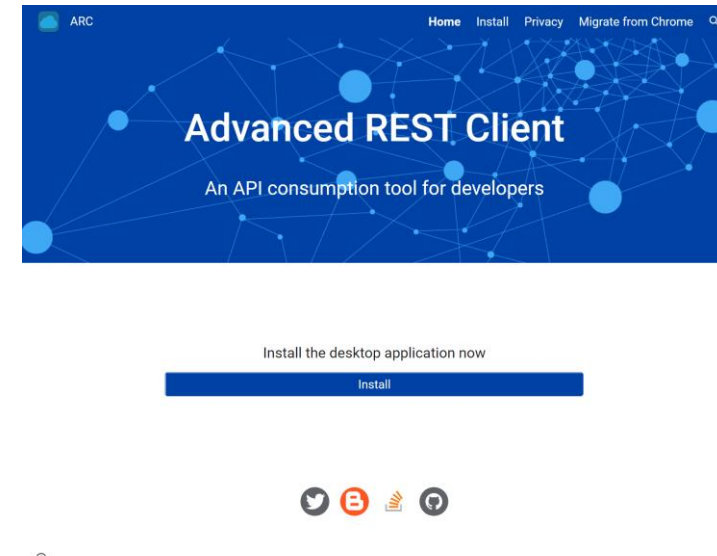 ARC Home Install Privacy Migrate from Chrome
Advanced REST Client
An API consumption tool for developers
Install the desktop application now
Install